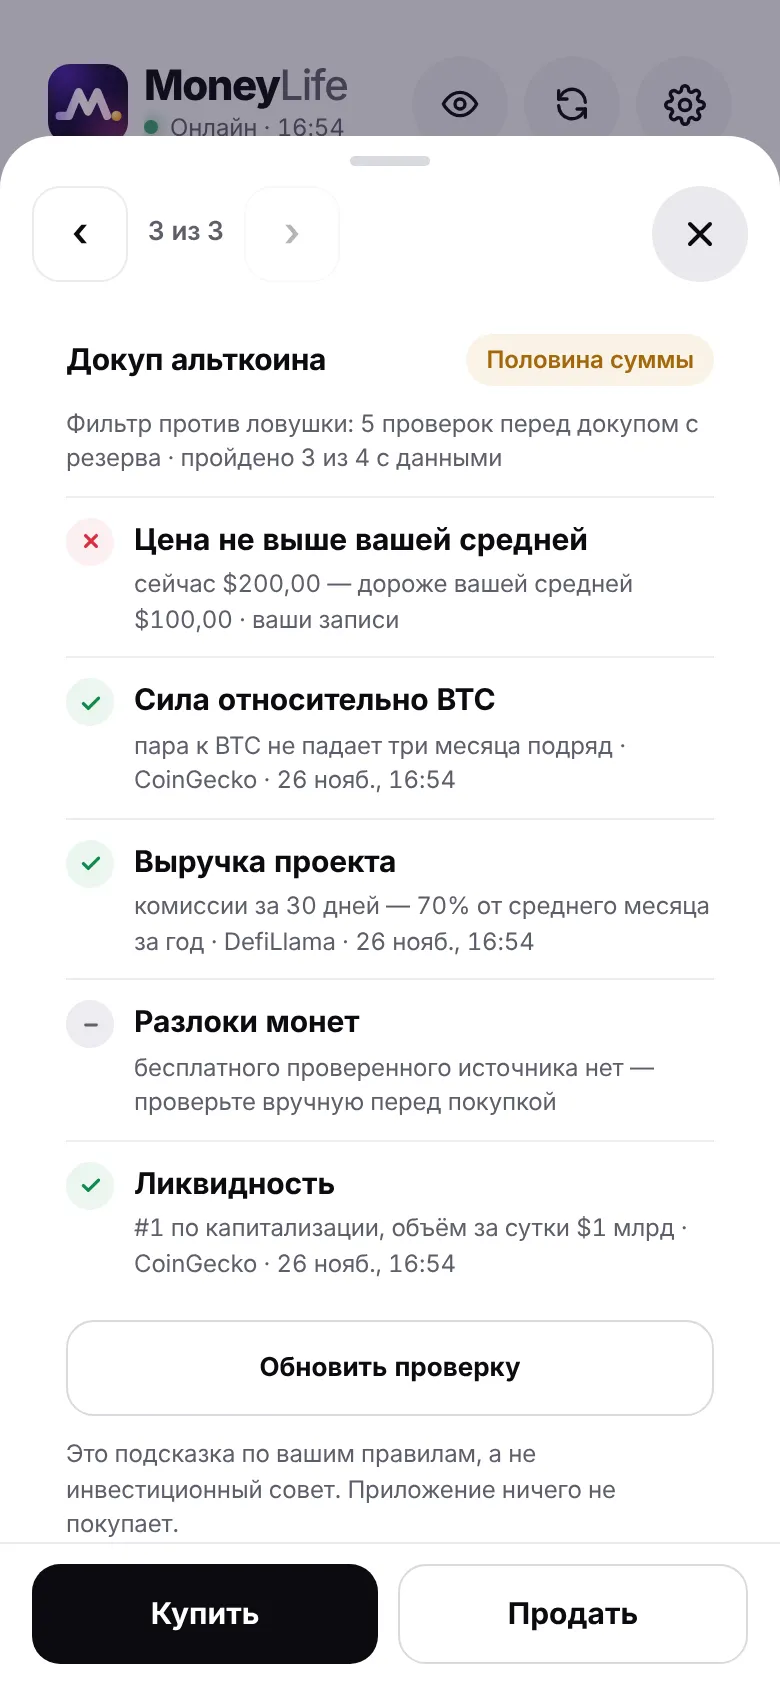 MoneyLife
Онлайн · 16:54
3 из 3
Докуп альткоина
Половина суммы
Фильтр против ловушки: 5 проверок перед докупом с
резерва · пройдено 3 из 4 с данными
Цена не выше вашей средней
сейчас $200,00 — дороже вашей средней
$100,00 · ваши записи
Сила относительно BTC
пара к BTC не падает три месяца подряд ·
CoinGecko · 26 нояб., 16:54
Выручка проекта
комиссии за 30 дней — 70% от среднего месяца
за год · DefiLlama · 26 нояб., 16:54
Разлоки монет
бесплатного проверенного источника нет —
проверьте вручную перед покупкой
Ликвидность
#1 по капитализации, объём за сутки $1 млрд ·
CoinGecko · 26 нояб., 16:54
Обновить проверку
Это подсказка по вашим правилам, а не
инвестиционный совет. Приложение ничего не
покупает.
Купить
Продать